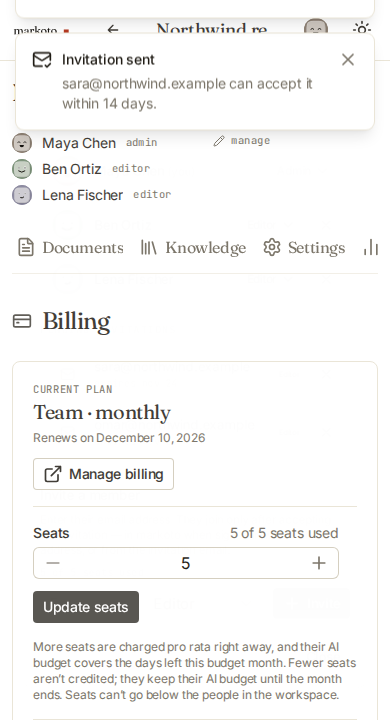 markoto
Northwind re
Invitation sent
sara@northwind.example can accept it
within 14 days.
Maya Chen admin
manage
Ben Ortiz editor
Lena Fischer editor
Documents
Knowledge
Settings
Billing
CURRENT PLAN
Team · monthly
Renews on December 10, 2026
Manage billing
Seats
5 of 5 seats used
5
Update seats
More seats are charged pro rata right away, and their AI
budget covers the days left this budget month. Fewer seats
aren't credited; they keep their AI budget until the month
ends. Seats can't go below the people in the workspace.